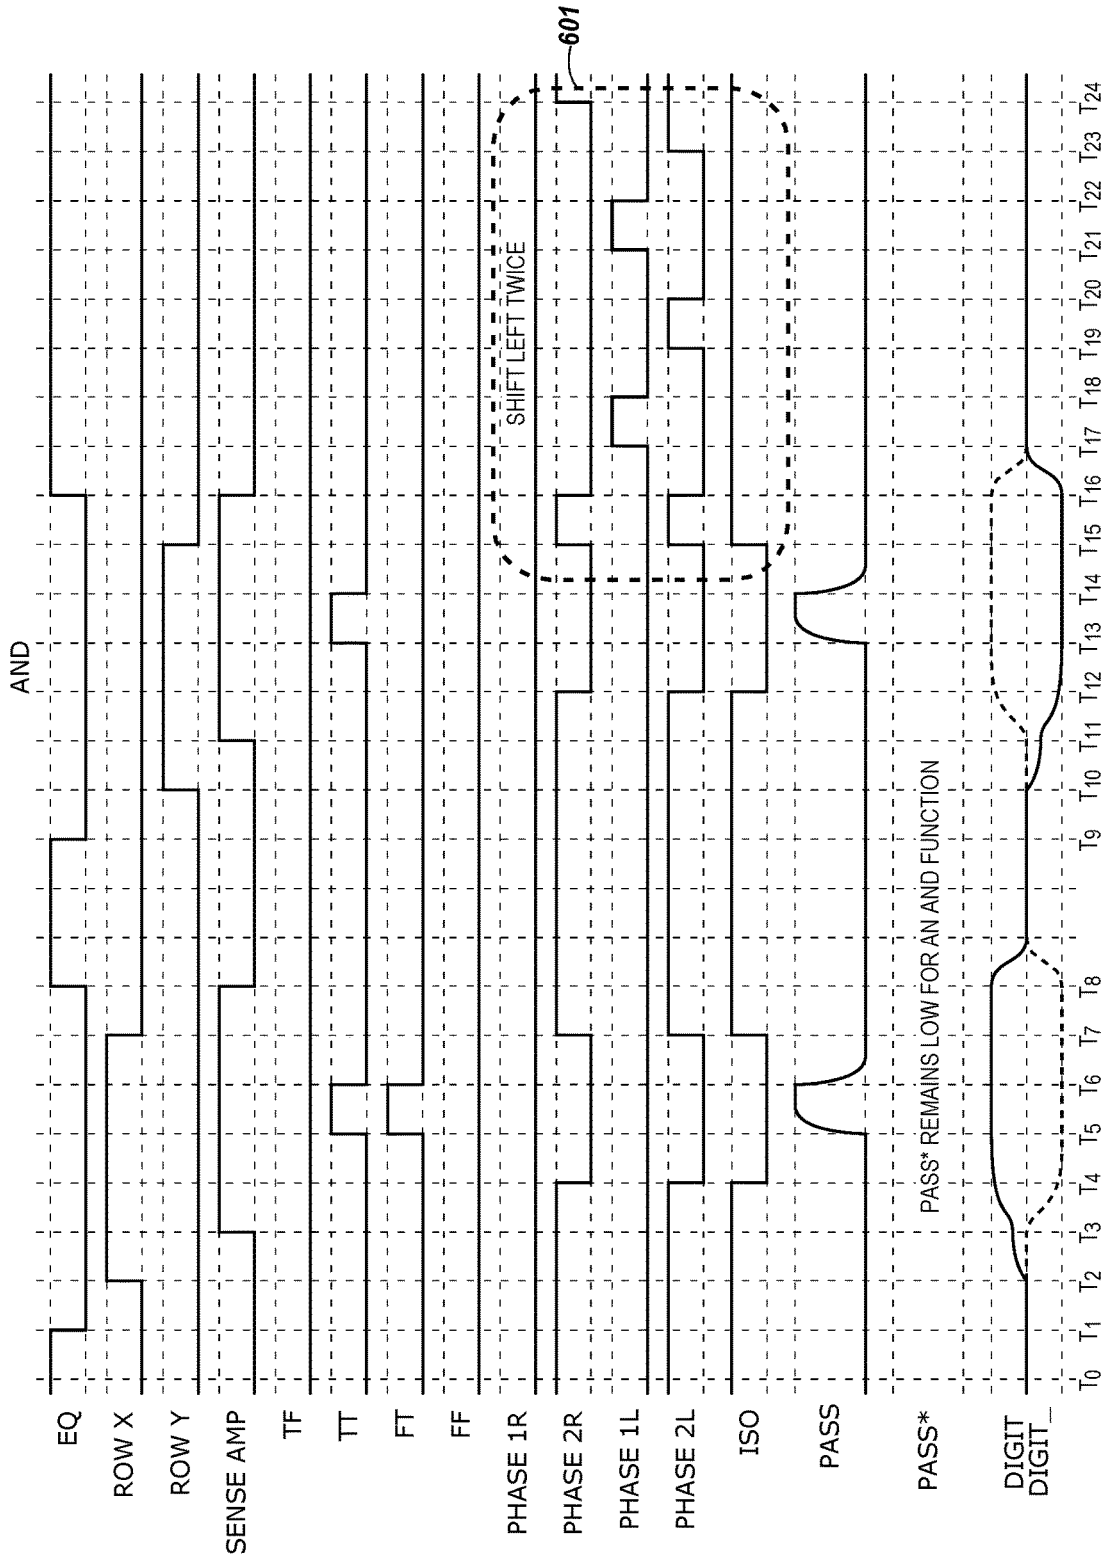 AND
EQ
ROW X
ROW Y
SENSE AMP
TF
TT
FT
FF
PHASE 1R
PHASE 2R
PHASE 1L
PHASE 2L
ISO
PASS
PASS*
DIGIT
DIGIT_
SHIFT LEFT TWICE
601
PASS* REMAINS LOW FOR AN AND FUNCTION
T0 T1 T2 T3 T4 T5 T6 T7 T8 T9 T10 T11 T12 T13 T14 T15 T16 T17 T18 T19 T20 T21 T22 T23 T24